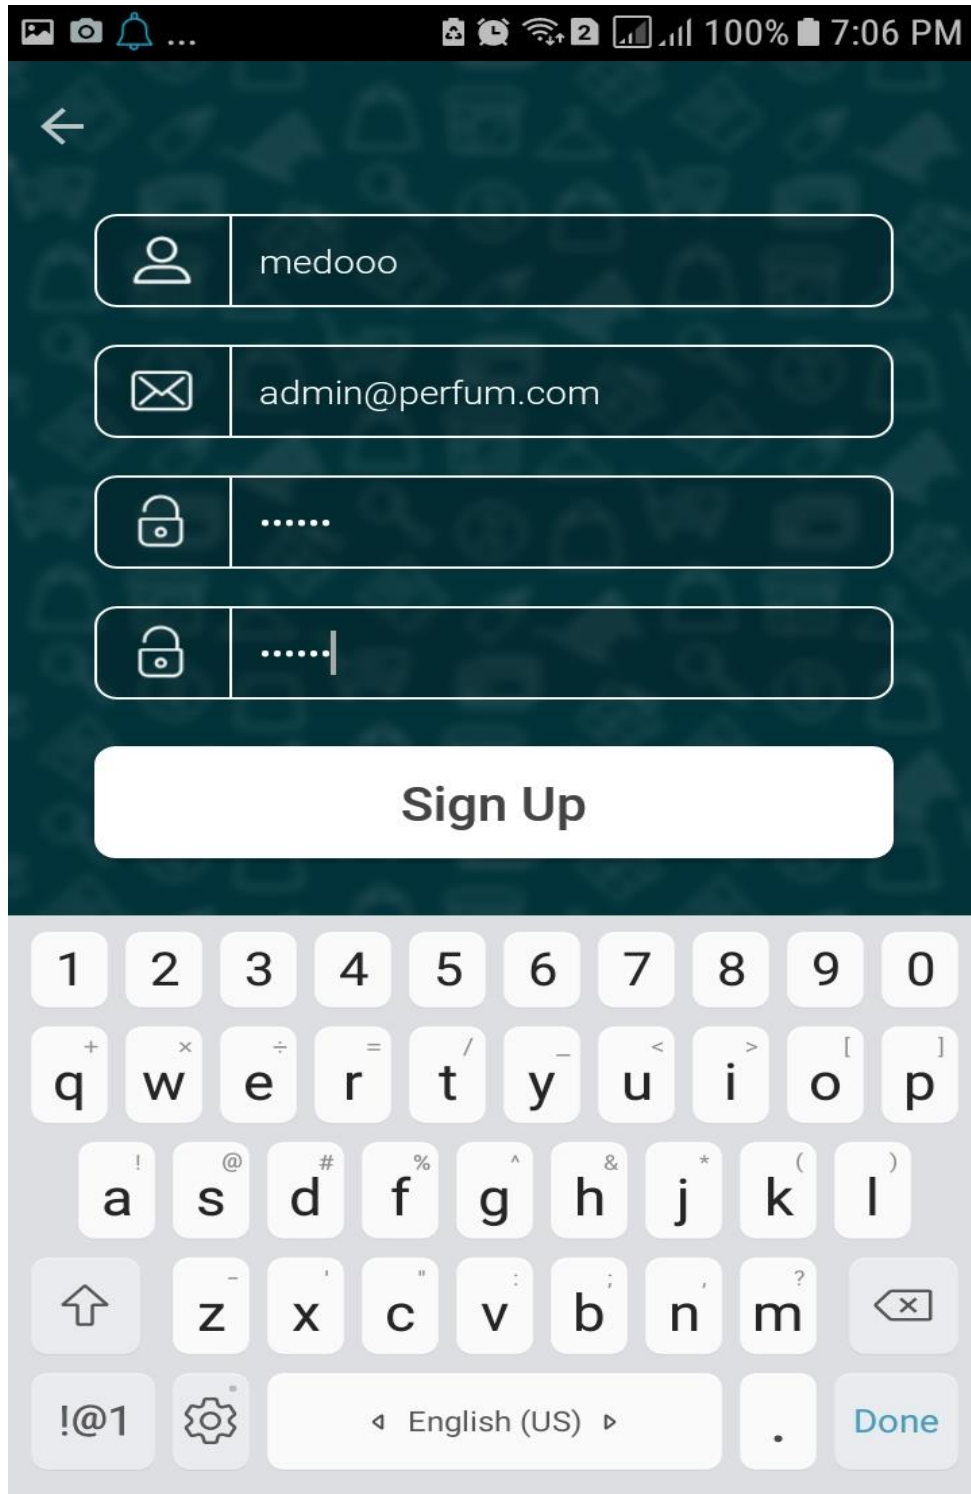 ... 2 100% 7:06 PM
medooo
admin@perfum.com
••••••
••••••
Sign Up
1 2 3 4 5 6 7 8 9 0
+ × ÷ = / _ < > [ ]
q w e r t y u i o p
! @ # % ^ & * ( )
a s d f g h j k l
- ' " : ; , ?
z x c v b n m
!@1 English (US) . Done